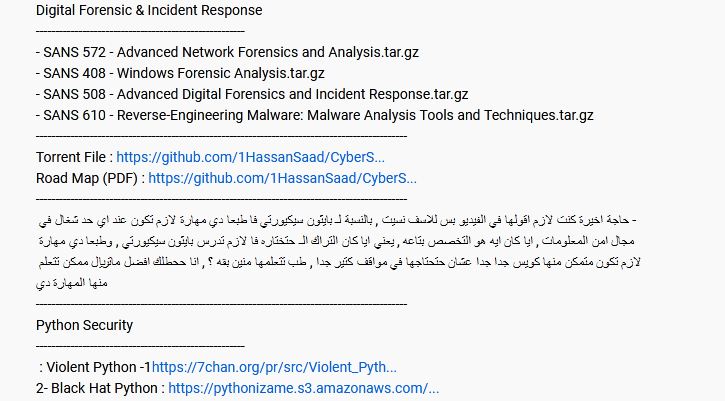 Digital Forensic & Incident Response
-----------------------------------------------------
- SANS 572 - Advanced Network Forensics and Analysis.tar.gz
- SANS 408 - Windows Forensic Analysis.tar.gz
- SANS 508 - Advanced Digital Forensics and Incident Response.tar.gz
- SANS 610 - Reverse-Engineering Malware: Malware Analysis Tools and Techniques.tar.gz
-----------------------------------------------------------------------------------------------
Torrent File : https://github.com/1HassanSaad/CyberS...
Road Map (PDF) : https://github.com/1HassanSaad/CyberS...
-----------------------------------------------------------------------------------------------
- حاجة اخيرة كنت لازم اقولها في الفيديو بس للاسف نسيت , بالنسبة لـ بايثون سيكيورتي فا طبعا دي مهارة لازم تكون عند اي حد شغال في
مجال امن المعلومات , ايا كان ايه هو التخصص بتاعه , يعني ايا كان التراك الـ حتختاره فا لازم تدرس بايثون سيكيورتي , وطبعا دي مهارة
لازم تكون متمكن منها كويس جدا جدا عشان حتحتاجها في مواقف كتير جدا , طب تتعلمها منين بقه ؟ , انا ححطلك افضل ماتريال ممكن تتعلم
منها المهارة دي
-----------------------------------------------------------------------------------------------
Python Security
-----------------------------------------------------
: Violent Python -1https://7chan.org/pr/src/Violent_Pyth...
2- Black Hat Python : https://pythonizame.s3.amazonaws.com/...